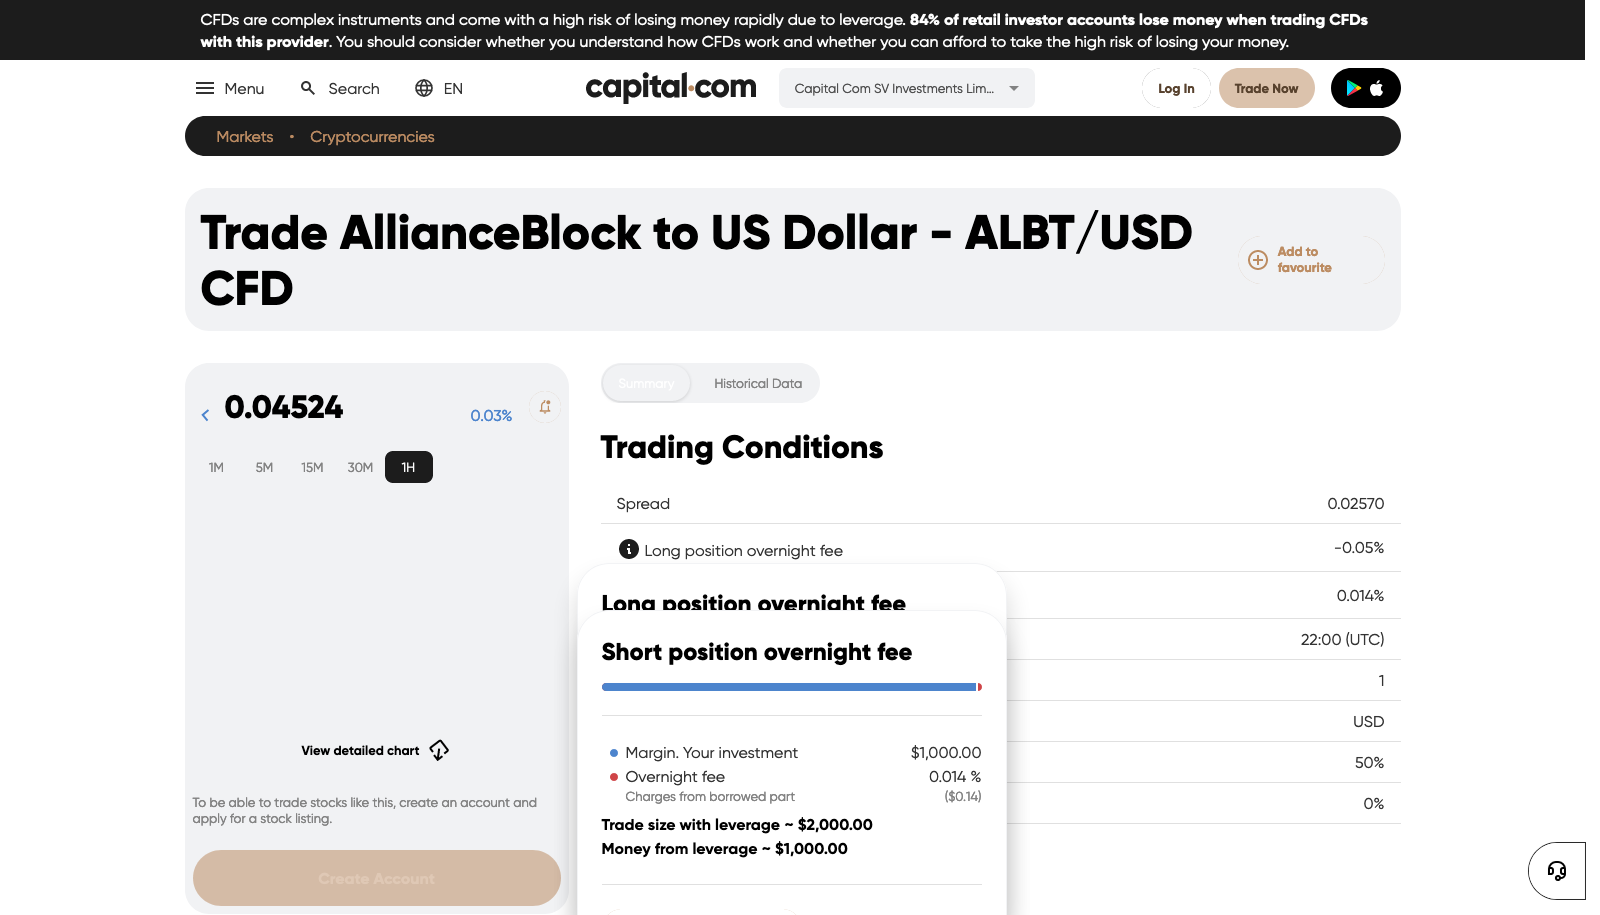 CFDs are complex instruments and come with a high risk of losing money rapidly due to leverage. 84% of retail investor accounts lose money when trading CFDs
with this provider. You should consider whether you understand how CFDs work and whether you can afford to take the high risk of losing your money.
Menu Search EN capital.com Capital Com SV Investments Lim... Log In Trade Now
Markets • Cryptocurrencies
Trade AllianceBlock to US Dollar - ALBT/USD
CFD
Add to
favourite
0.04524 0.03%
1M 5M 15M 30M 1H
View detailed chart
To be able to trade stocks like this, create an account and
apply for a stock listing.
Create Account
Summary Historical Data
Trading Conditions
Spread 0.02570
Long position overnight fee -0.05%
0.014%
22:00 (UTC)
1
USD
50%
0%
Long position overnight fee
Short position overnight fee
Margin. Your investment $1,000.00
Overnight fee 0.014 %
Charges from borrowed part ($0.14)
Trade size with leverage ~ $2,000.00
Money from leverage ~ $1,000.00